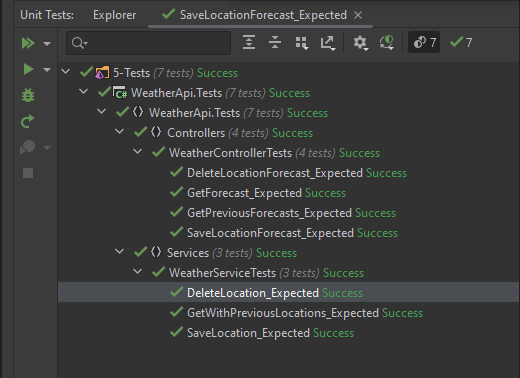 Unit Tests: Explorer SaveLocationForecast_Expected
7 7
5-Tests (7 tests) Success
C# WeatherApi.Tests (7 tests) Success
WeatherApi.Tests (7 tests) Success
Controllers (4 tests) Success
WeatherControllerTests (4 tests) Success
DeleteLocationForecast_Expected Success
GetForecast_Expected Success
GetPreviousForecasts_Expected Success
SaveLocationForecast_Expected Success
Services (3 tests) Success
WeatherServiceTests (3 tests) Success
DeleteLocation_Expected Success
GetWithPreviousLocations_Expected Success
SaveLocation_Expected Success